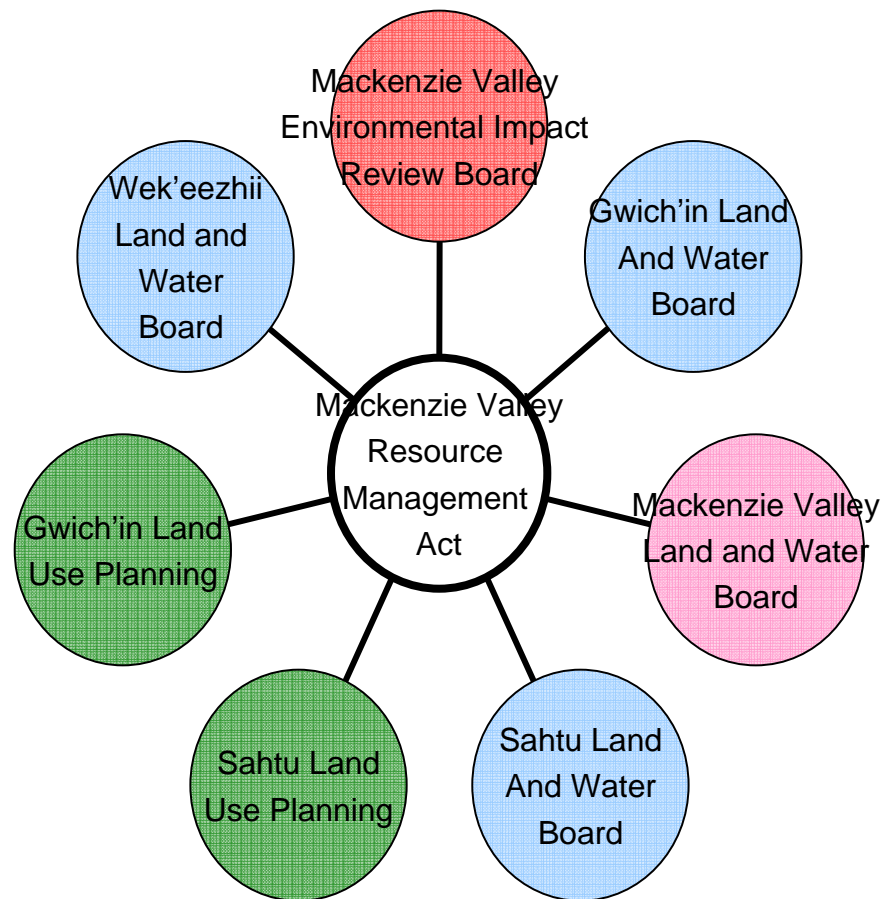 Mackenzie Valley
Environmental Impact
Review Board
Wek'eezhii
Land and
Water
Board
Gwich'in Land
And Water
Board
Mackenzie Valley
Resource
Management
Act
Gwich'in Land
Use Planning
Mackenzie Valley
Land and Water
Board
Sahtu Land
Use Planning
Sahtu Land
And Water
Board